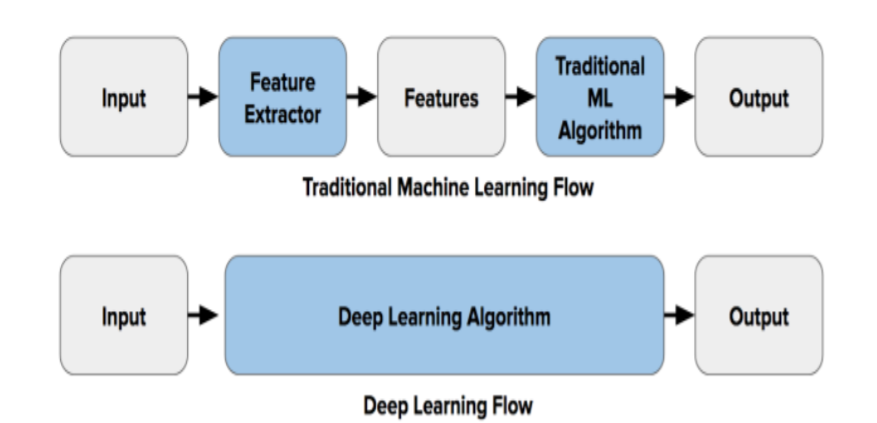 Input
Feature
Extractor
Features
Traditional
ML
Algorithm
Output
Traditional Machine Learning Flow
Input
Deep Learning Algorithm
Output
Deep Learning Flow